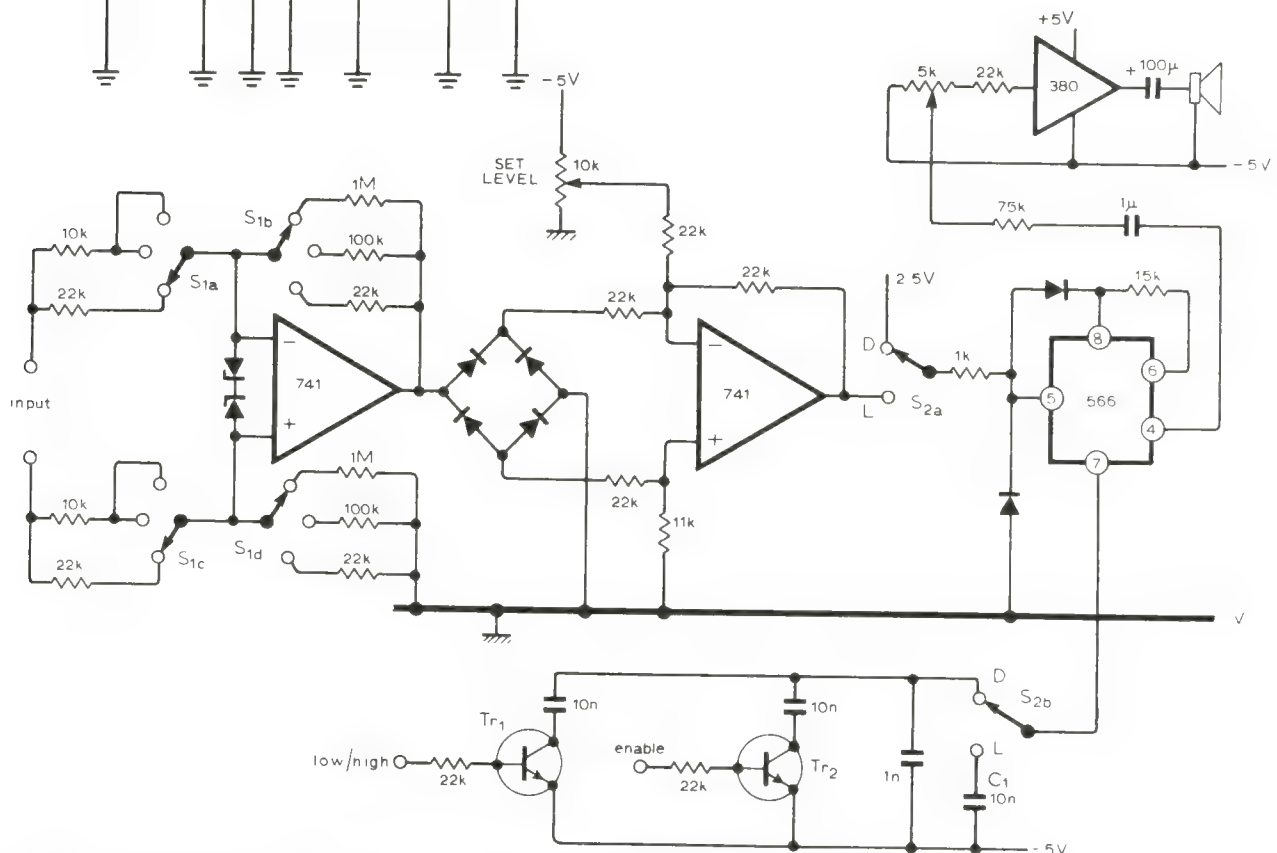 +5V
5k
22k
380
+
100µ
-5V
-5V
SET
LEVEL
10k
S1b
1M
100k
22k
10k
22k
S1a
input
-
741
+
22k
22k
22k
-
741
+
22k
11k
75k
1µ
2 5V
D
1k
L
S2a
15k
8
6
5
566
4
7
1M
100k
22k
10k
22k
S1c
S1d
V
D
S2b
L
C1
10n
1n
10n
10n
Tr1
low/high
22k
enable
22k
Tr2
-5V